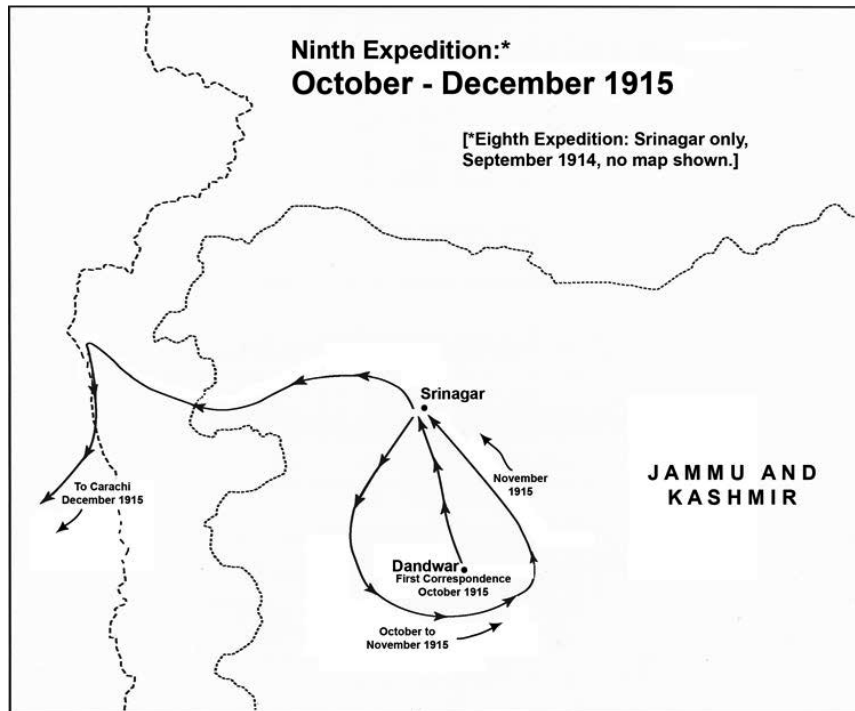 Ninth Expedition:*
October - December 1915
[*Eighth Expedition: Srinagar only,
September 1914, no map shown.]
Srinagar
November
1915
JAMMU AND
KASHMIR
To Carachi
December 1915
Dandwar
First Correspondence
October 1915
October to
November 1915